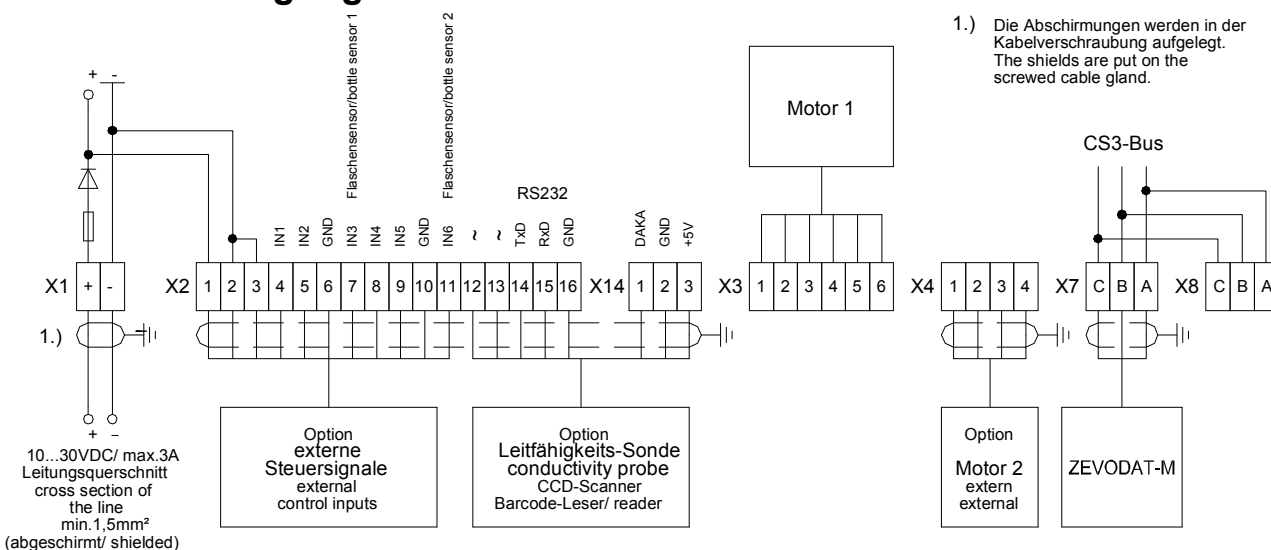 + -
Flaschensensor/bottle sensor 1
Flaschensensor/bottle sensor 2
1.) Die Abschirmungen werden in der
Kabelverschraubung aufgelegt.
The shields are put on the
screwed cable gland.
Motor 1
CS3-Bus
RS232
IN1 IN2 GND IN3 IN4 IN5 GND IN6 ~ ~ TxD RxD GND
DAKA GND +5V
X1 + - X2 1 2 3 4 5 6 7 8 9 10 11 12 13 14 15 16 X14 1 2 3 X3 1 2 3 4 5 6 X4 1 2 3 4 X7 C B A X8 C B A
1.)
+ -
10...30VDC/ max.3A
Leitungsquerschnitt
cross section of
the line
min.1,5mm²
(abgeschirmt/ shielded)
Option
externe
Steuersignale
external
control inputs
Option
Leitfähigkeits-Sonde
conductivity probe
CCD-Scanner
Barcode-Leser/ reader
Option
Motor 2
extern
external
ZEVODAT-M